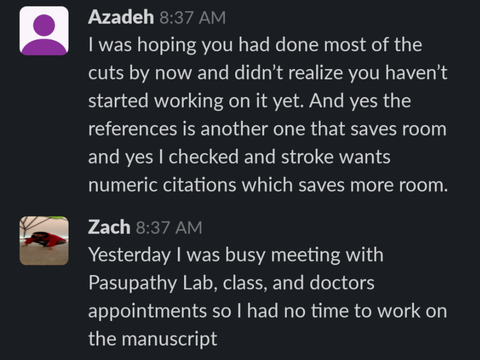 Azadeh 8:37 AM
I was hoping you had done most of the
cuts by now and didn’t realize you haven’t
started working on it yet. And yes the
references is another one that saves room
and yes I checked and stroke wants
numeric citations which saves more room.
Zach 8:37 AM
Yesterday I was busy meeting with
Pasupathy Lab, class, and doctors
appointments so I had no time to work on
the manuscript